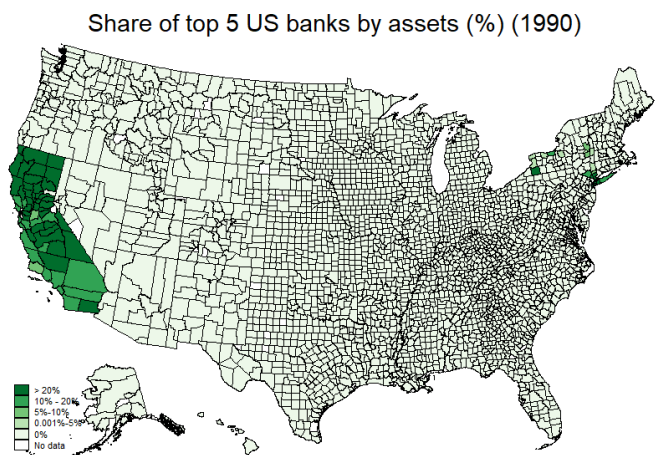 Share of top 5 US banks by assets (%) (1990)
> 20%
10% - 20%
5%-10%
0.001%-5%
0%
No data